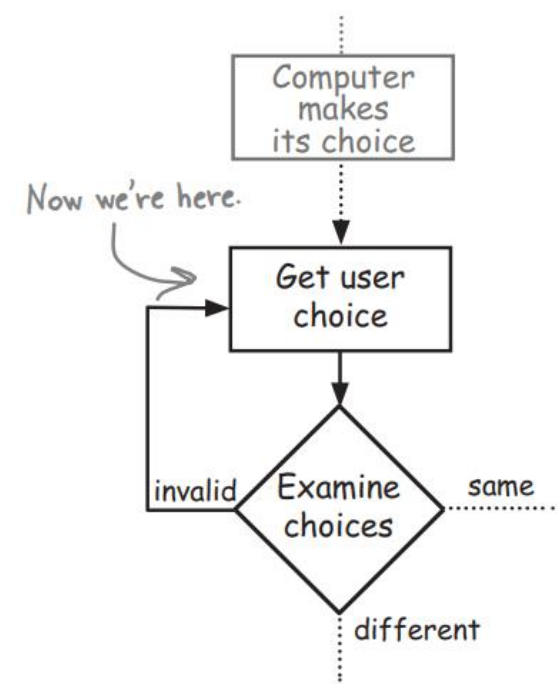 Computer
makes
its choice
Now we're here.
Get user
choice
invalid
Examine
choices
same
different